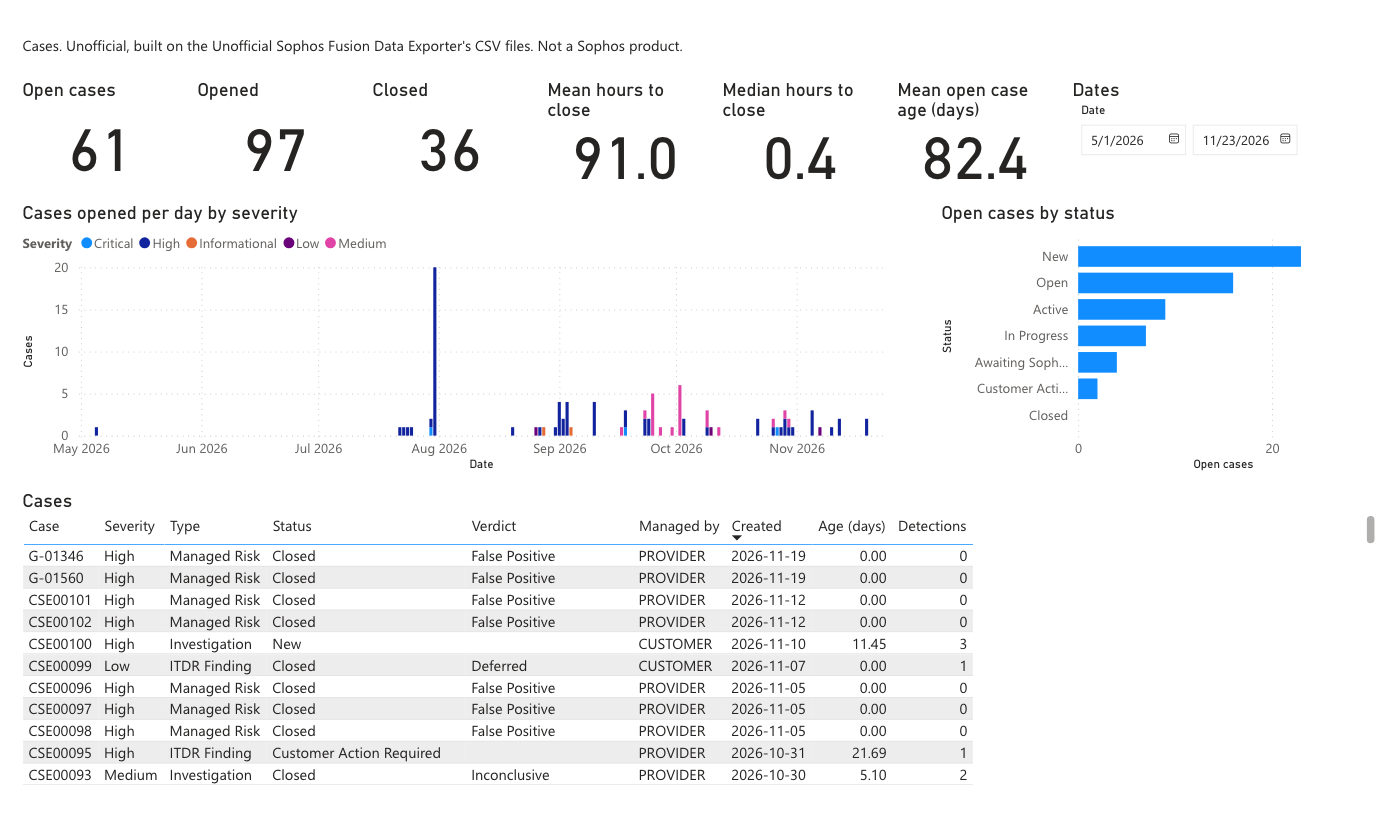 Cases. Unofficial, built on the Unofficial Sophos Fusion Data Exporter's CSV files. Not a Sophos product.
Open cases
61
Opened
97
Closed
36
Mean hours to close
91.0
Median hours to close
0.4
Mean open case age (days)
82.4
Dates
Date
5/1/2026 11/23/2026
Cases opened per day by severity
Severity Critical High Informational Low Medium
Cases
20
15
10
5
0
May 2026 Jun 2026 Jul 2026 Aug 2026 Sep 2026 Oct 2026 Nov 2026
Date
Open cases by status
Status
New
Open
Active
In Progress
Awaiting Soph...
Customer Acti...
Closed
0 20
Open cases
Cases
Case Severity Type Status Verdict Managed by Created Age (days) Detections
G-01346 High Managed Risk Closed False Positive PROVIDER 2026-11-19 0.00 0
G-01560 High Managed Risk Closed False Positive PROVIDER 2026-11-19 0.00 0
CSE00101 High Managed Risk Closed False Positive PROVIDER 2026-11-12 0.00 0
CSE00102 High Managed Risk Closed False Positive PROVIDER 2026-11-12 0.00 0
CSE00100 High Investigation New CUSTOMER 2026-11-10 11.45 3
CSE00099 Low ITDR Finding Closed Deferred CUSTOMER 2026-11-07 0.00 1
CSE00096 High Managed Risk Closed False Positive PROVIDER 2026-11-05 0.00 0
CSE00097 High Managed Risk Closed False Positive PROVIDER 2026-11-05 0.00 0
CSE00098 High Managed Risk Closed False Positive PROVIDER 2026-11-05 0.00 0
CSE00095 High ITDR Finding Customer Action Required PROVIDER 2026-10-31 21.69 1
CSE00093 Medium Investigation Closed Inconclusive PROVIDER 2026-10-30 5.10 2